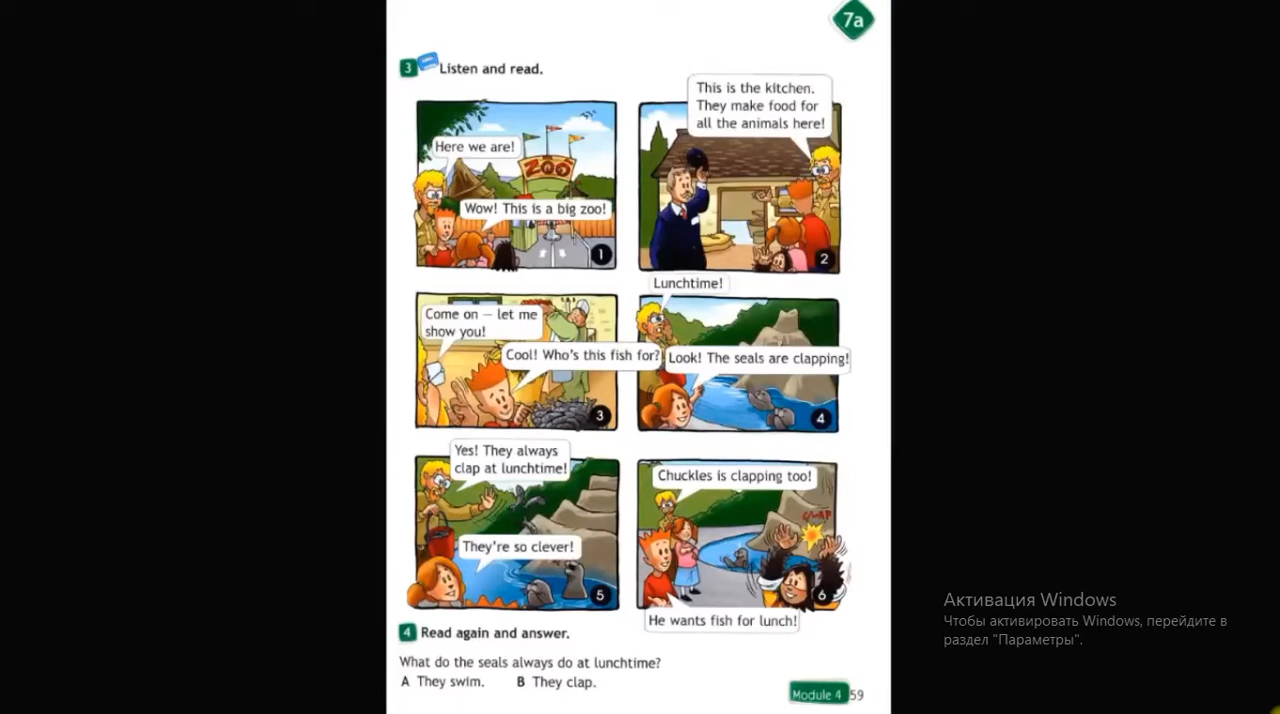 7a
3 Listen and read.
Here we are!
ZOO
Wow! This is a big zoo!
1
This is the kitchen.
They make food for
all the animals here!
2
Come on – let me
show you!
Cool! Who's this fish for?
3
Lunchtime!
Look! The seals are clapping!
4
Yes! They always
clap at lunchtime!
They're so clever!
5
Chuckles is clapping too!
CLAP
He wants fish for lunch!
6
4 Read again and answer.
What do the seals always do at lunchtime?
A They swim. B They clap.
Module 4 59
Активация Windows
Чтобы активировать Windows, перейдите в
раздел "Параметры".